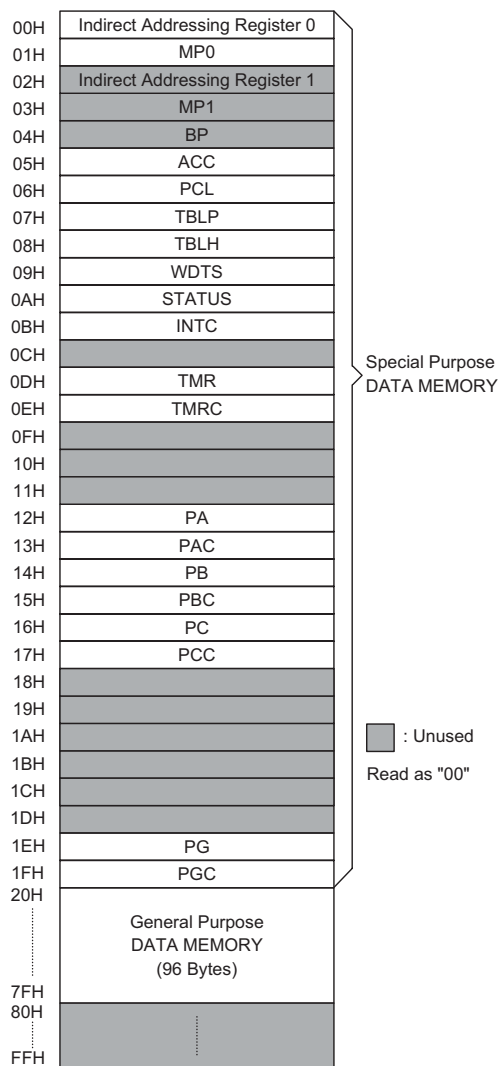 00H Indirect Addressing Register 0
01H MP0
02H Indirect Addressing Register 1
03H MP1
04H BP
05H ACC
06H PCL
07H TBLP
08H TBLH
09H WDTS
0AH STATUS
0BH INTC
0CH
0DH TMR
0EH TMRC
0FH
10H
11H
12H PA
13H PAC
14H PB
15H PBC
16H PC
17H PCC
18H
19H
1AH
1BH
1CH
1DH
1EH PG
1FH PGC
20H
General Purpose
DATA MEMORY
(96 Bytes)
7FH
80H
FFH
Special Purpose
DATA MEMORY
: Unused
Read as "00"